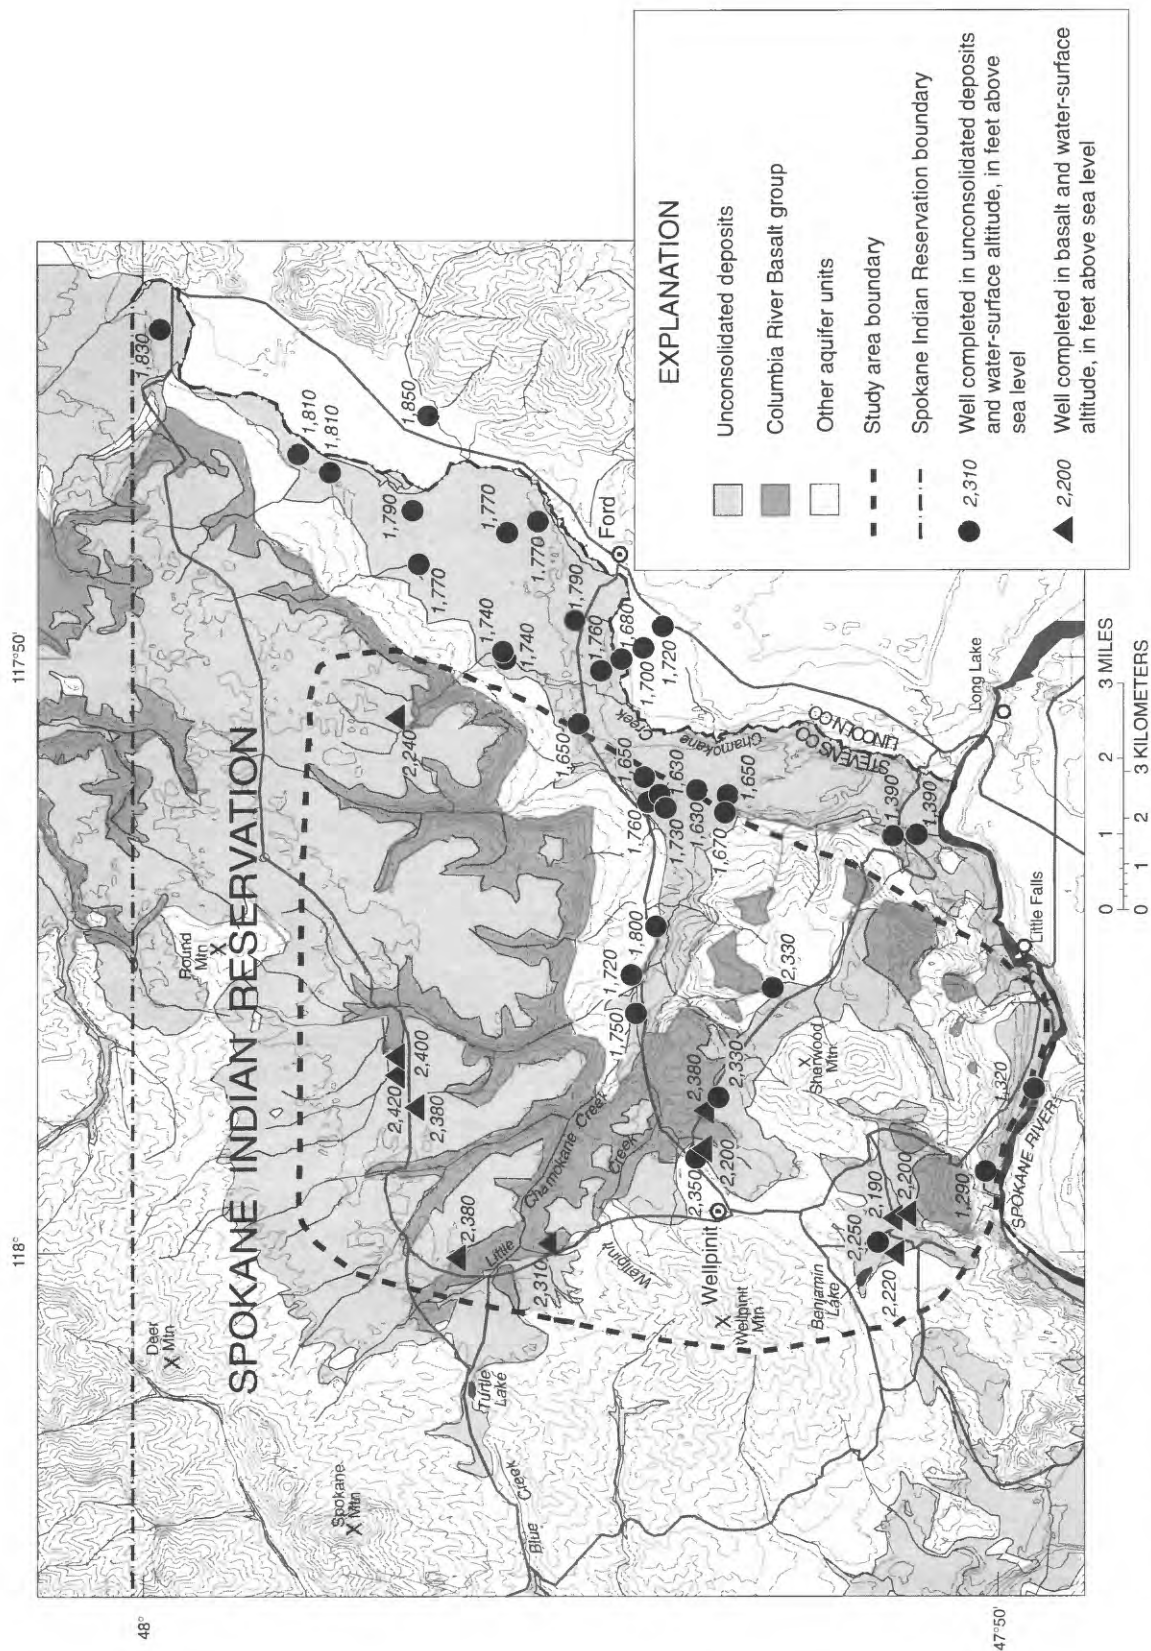 117°50'
118°
48°
47°50'
SPOKANE INDIAN RESERVATION
Deer
Mtn
Spokane
Mtn
Round
Mtn
Turtle
Lake
Blue
Creek
Little
Chamokane
Creek
Wellpinit
Creek
Wellpinit
Wellpinit
Mtn
Benjamin
Lake
Sherwood
Mtn
SPOKANE RIVER
Little Falls
Long Lake
Ford
Chamokane
Creek
STEVENS CO
LINCOLN CO
1,830
1,810
1,810
1,850
1,790
1,770
1,770
1,770
1,740
1,740
1,790
1,760
1,680
1,700
1,720
2,240
1,650
1,650
1,630
1,760
1,730
1,630
1,670
1,650
1,390
1,390
1,800
1,720
1,750
2,330
2,420
2,400
2,380
2,380
2,310
2,380
2,330
2,350
2,200
2,250
2,190
2,200
2,220
1,290
1,320
0 1 2 3 MILES
0 1 2 3 KILOMETERS
EXPLANATION
Unconsolidated deposits
Columbia River Basalt group
Other aquifer units
Study area boundary
Spokane Indian Reservation boundary
2,310 Well completed in unconsolidated deposits
and water-surface altitude, in feet above
sea level
2,200 Well completed in basalt and water-surface
altitude, in feet above sea level